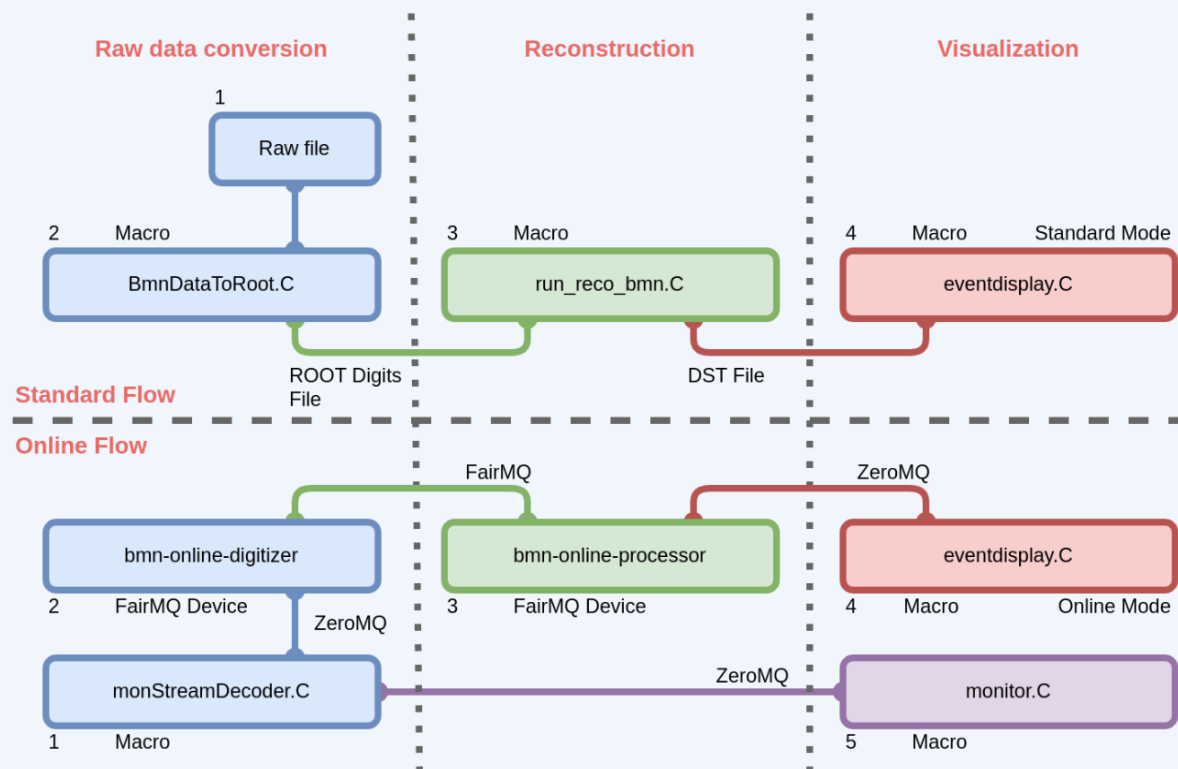 Raw data conversion
Reconstruction
Visualization
1
Raw file
2 Macro
BmnDataToRoot.C
3 Macro
run_reco_bmn.C
4 Macro Standard Mode
eventdisplay.C
ROOT Digits
File
DST File
Standard Flow
Online Flow
FairMQ
ZeroMQ
bmn-online-digitizer
2 FairMQ Device
bmn-online-processor
3 FairMQ Device
eventdisplay.C
4 Macro Online Mode
ZeroMQ
monStreamDecoder.C
1 Macro
ZeroMQ
monitor.C
5 Macro